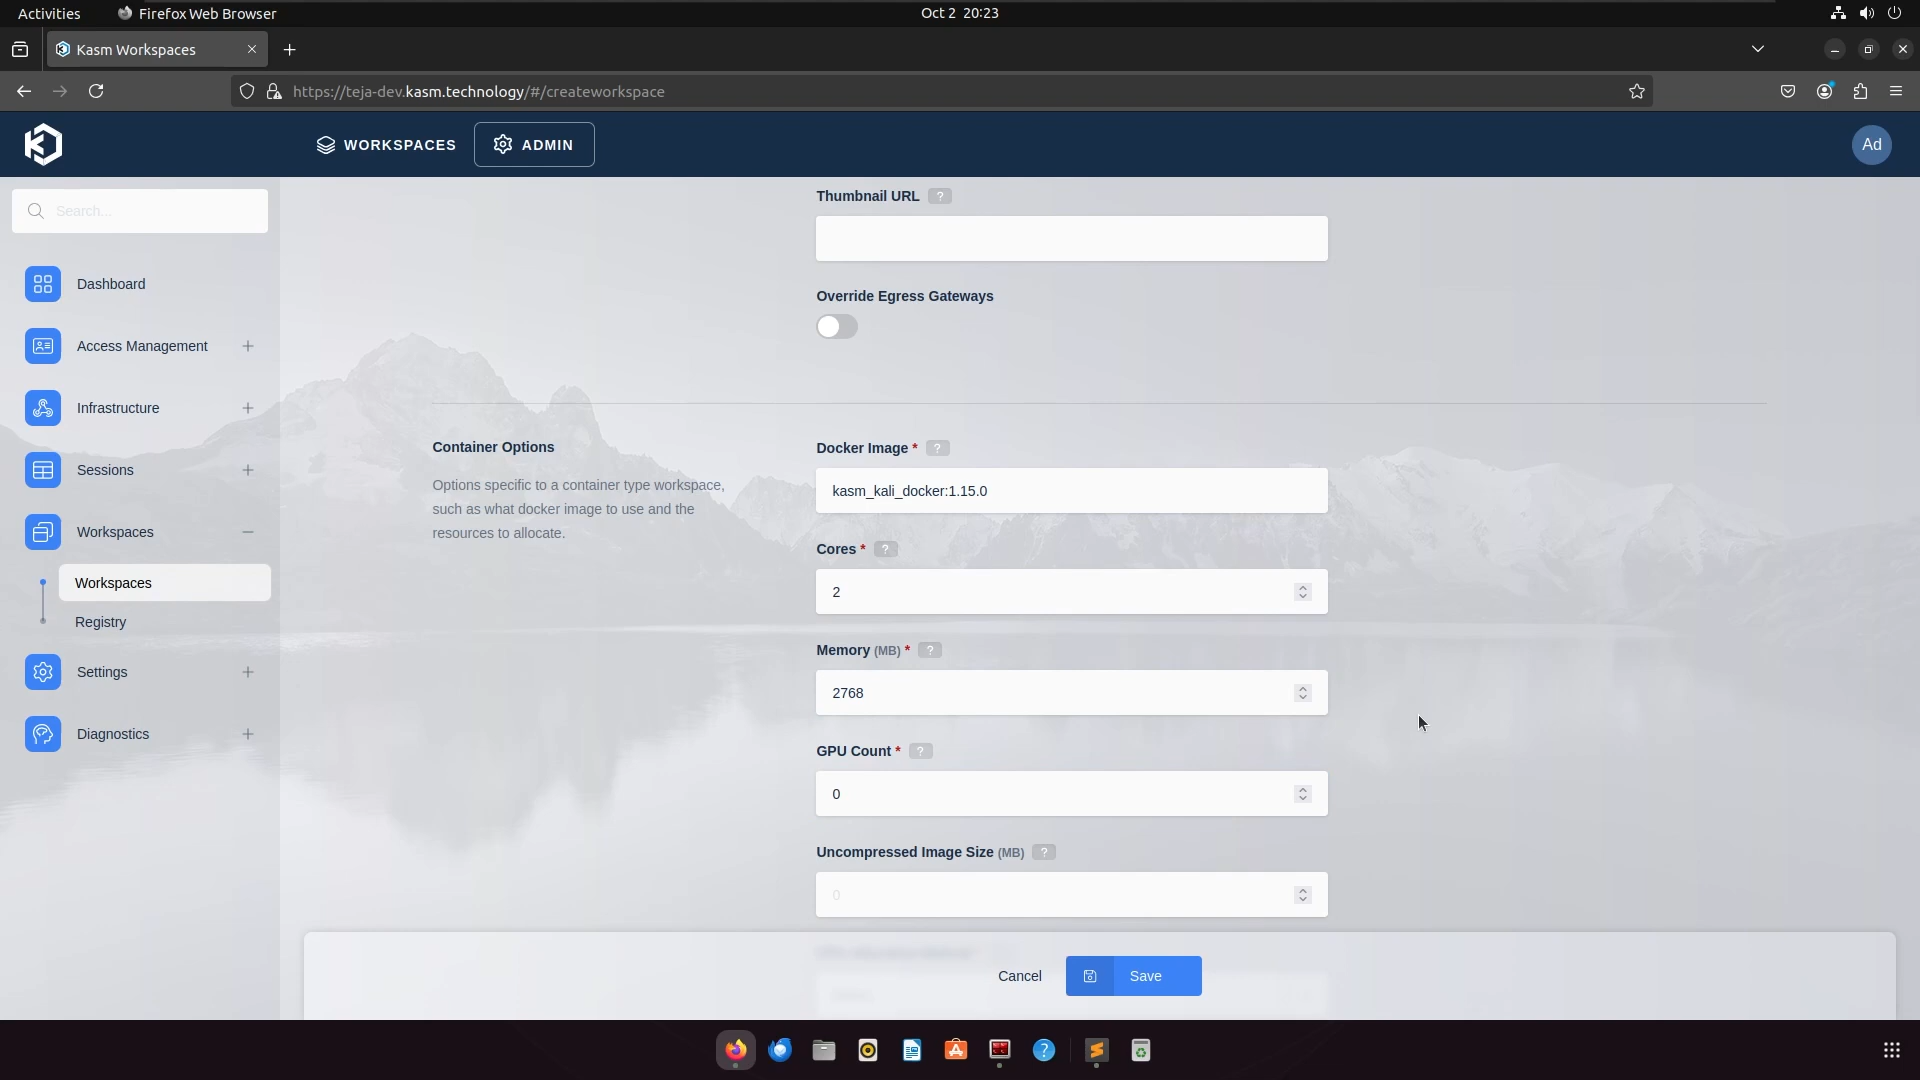 Activities
Firefox Web Browser
Oct 2 20:23
Kasm Workspaces
https://teja-dev.kasm.technology/#/createworkspace
WORKSPACES
ADMIN
Ad
Search...
Dashboard
Access Management
Infrastructure
Sessions
Workspaces
Workspaces
Registry
Settings
Diagnostics
Thumbnail URL ?
Override Egress Gateways
Container Options
Options specific to a container type workspace,
such as what docker image to use and the
resources to allocate.
Docker Image * ?
kasm_kali_docker:1.15.0
Cores * ?
2
Memory (MB) * ?
2768
GPU Count * ?
0
Uncompressed Image Size (MB) ?
0
Cancel
Save